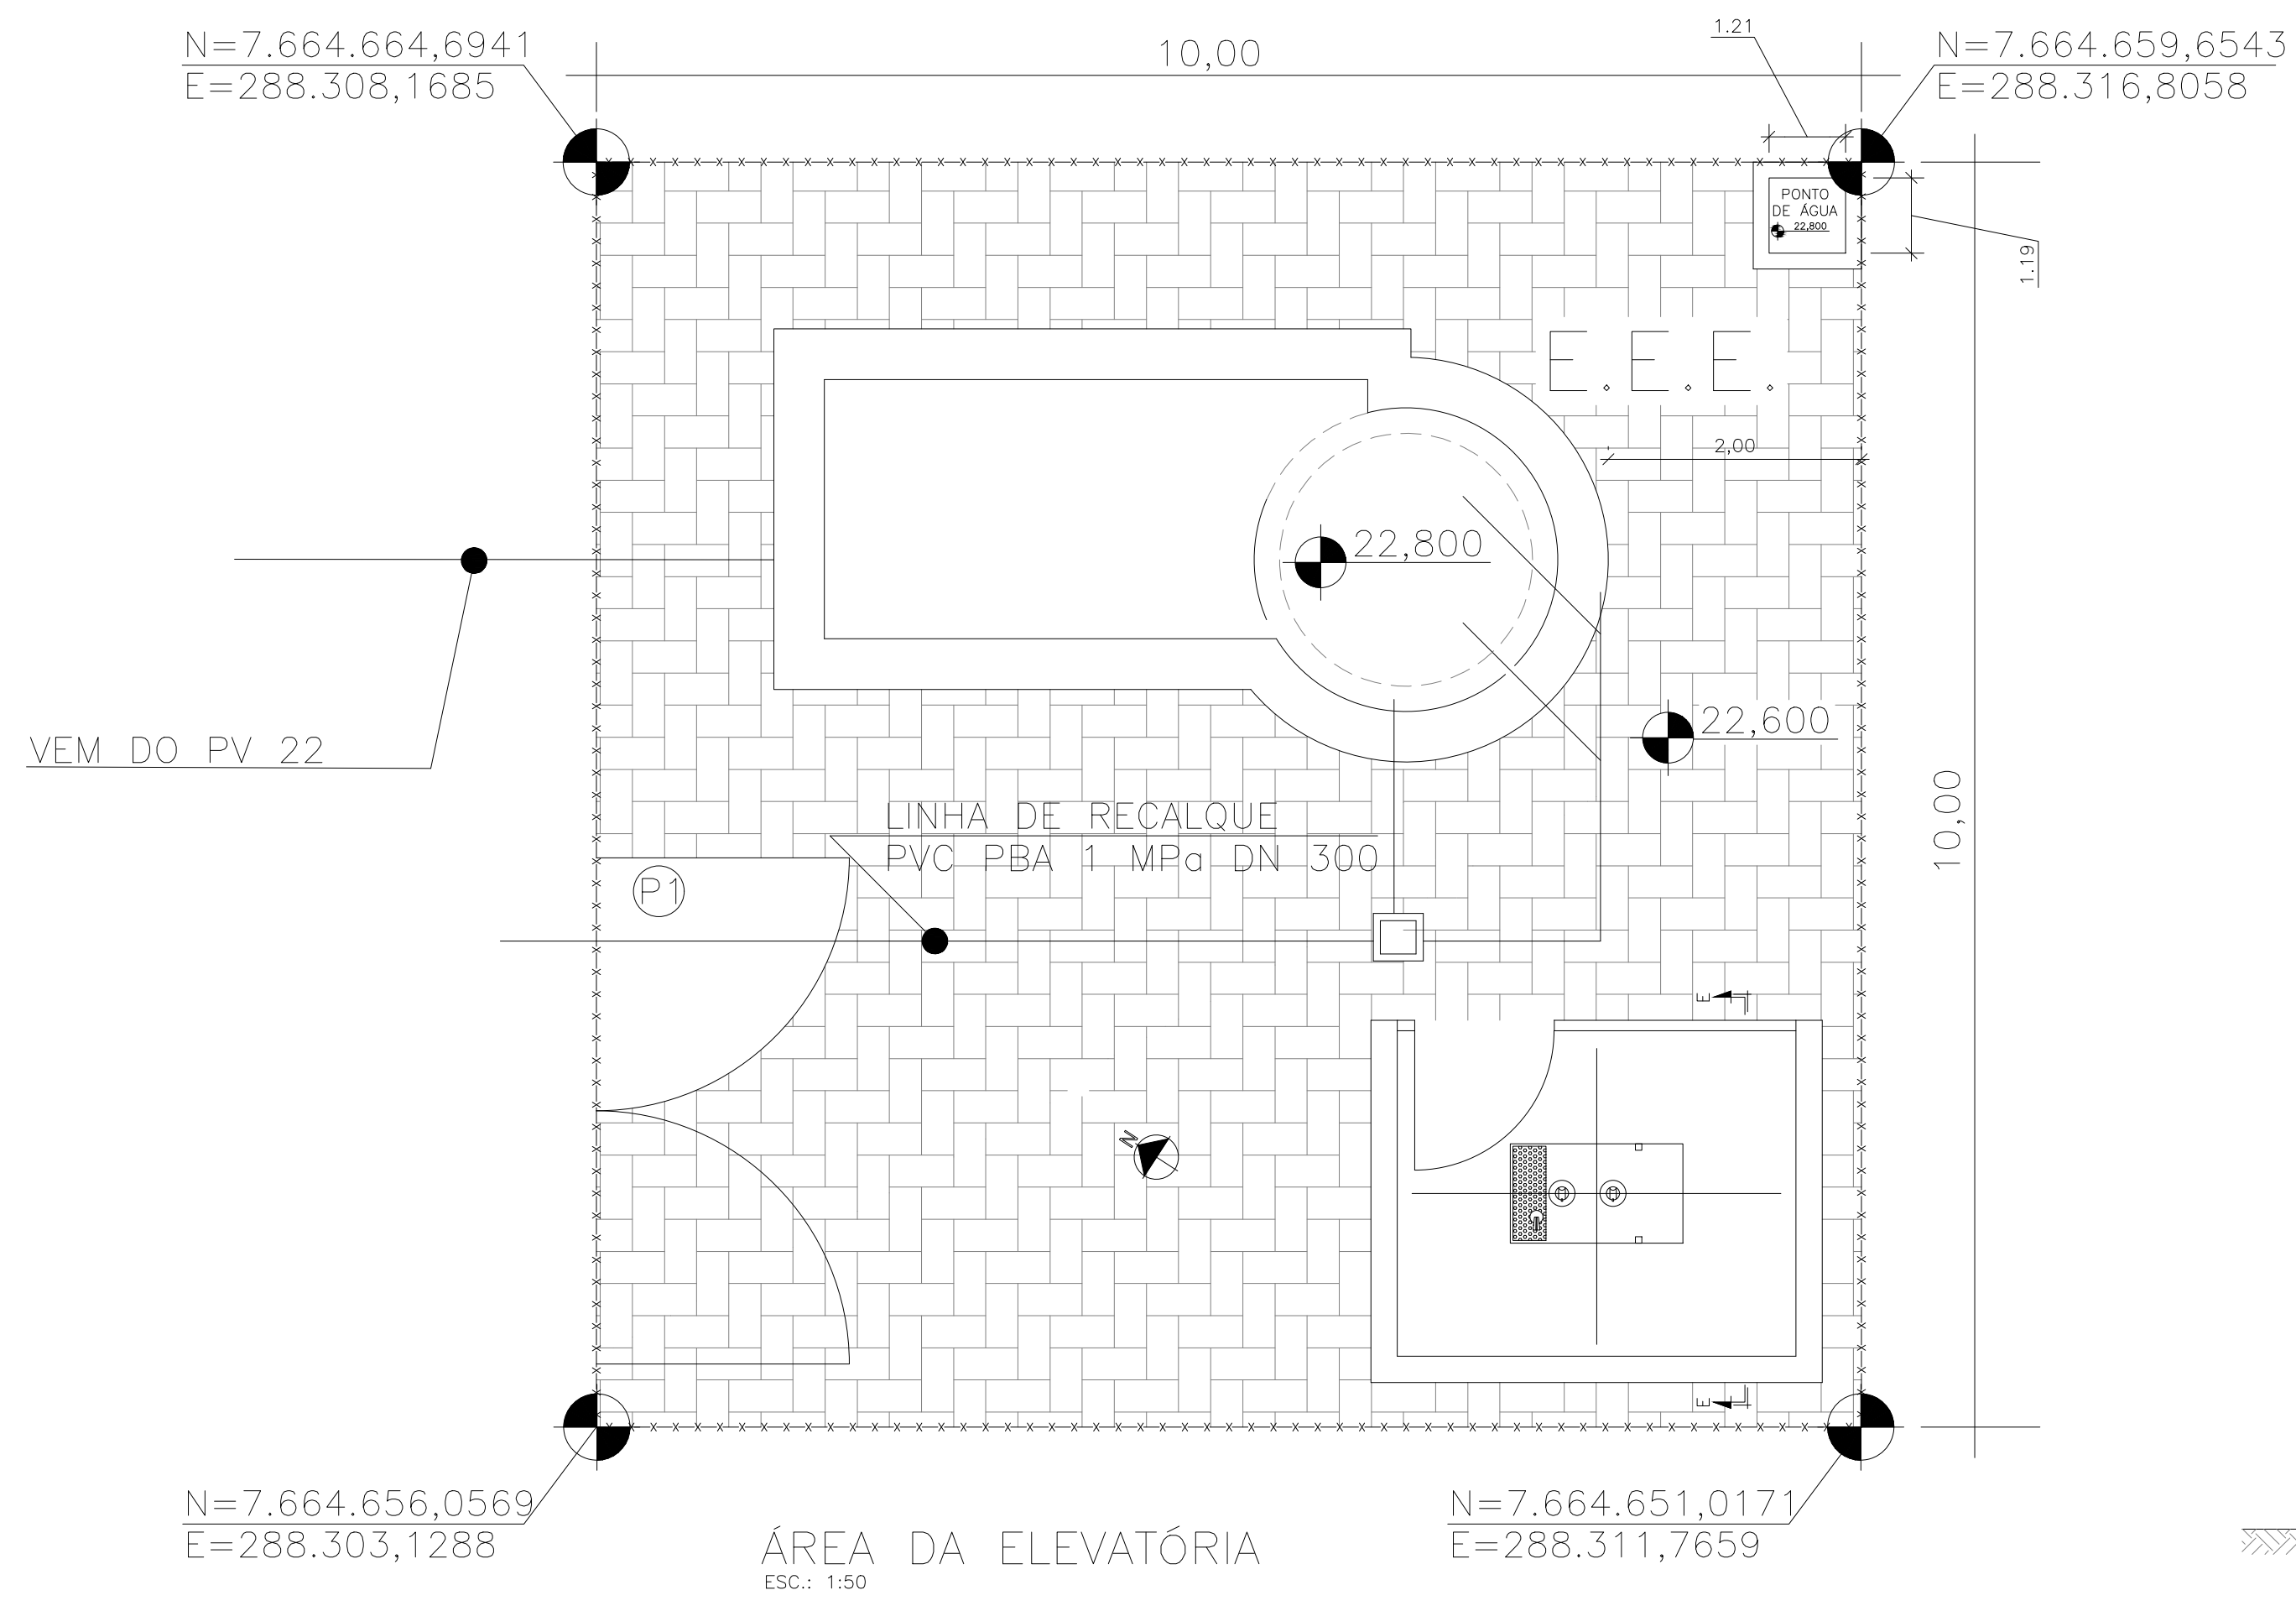 N=7.664.664,6941
E=288.308,1685
10,00
1.21
N=7.664.659,6543
E=288.316,8058
PONTO
DE ÁGUA
22,800
1.19
E.E.E.
2,00
22,800
22,600
VEM DO PV 22
10,00
LINHA DE RECALQUE
PVC PBA 1 MPa DN 300
P1
E
N
E
N=7.664.656,0569
E=288.303,1288
N=7.664.651,0171
E=288.311,7659
ÁREA DA ELEVATÓRIA
ESC.: 1:50